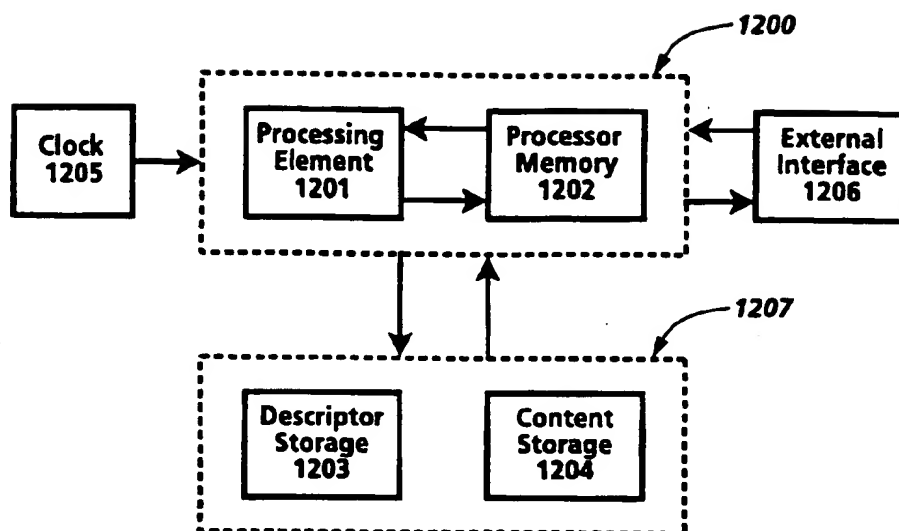 1200
Clock
1205
Processing
Element
1201
Processor
Memory
1202
External
Interface
1206
1207
Descriptor
Storage
1203
Content
Storage
1204